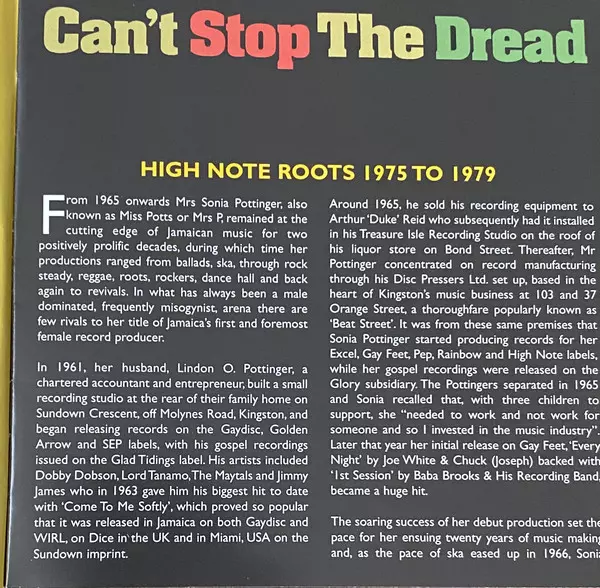 Can't Stop The Dread
HIGH NOTE ROOTS 1975 TO 1979
From 1965 onwards Mrs Sonia Pottinger, also
known as Miss Potts or Mrs P, remained at the
cutting edge of Jamaican music for two
positively prolific decades, during which time her
productions ranged from ballads, ska, through rock
steady, reggae, roots, rockers, dance hall and back
again to revivals. In what has always been a male
dominated, frequently misogynist, arena there are
few rivals to her title of Jamaica's first and foremost
female record producer.
In 1961, her husband, Lindon O. Pottinger, a
chartered accountant and entrepreneur, built a small
recording studio at the rear of their family home on
Sundown Crescent, off Molynes Road, Kingston, and
began releasing records on the Gaydisc, Golden
Arrow and SEP labels, with his gospel recordings
issued on the Glad Tidings label. His artists included
Dobby Dobson, Lord Tanamo, The Maytals and Jimmy
James who in 1963 gave him his biggest hit to date
with 'Come To Me Softly', which proved so popular
that it was released in Jamaica on both Gaydisc and
WIRL, on Dice in the UK and in Miami, USA on the
Sundown imprint.
Around 1965, he sold his recording equipment to
Arthur 'Duke' Reid who subsequently had it installed
in his Treasure Isle Recording Studio on the roof of
his liquor store on Bond Street. Thereafter, Mr
Pottinger concentrated on record manufacturing
through his Disc Pressers Ltd. set up, based in the
heart of Kingston's music business at 103 and 37
Orange Street, a thoroughfare popularly known as
'Beat Street'. It was from these same premises that
Sonia Pottinger started producing records for her
Excel, Gay Feet, Pep, Rainbow and High Note labels,
while her gospel recordings were released on the
Glory subsidiary. The Pottingers separated in 1965
and Sonia recalled that, with three children to
support, she "needed to work and not work for
someone and so I invested in the music industry".
Later that year her initial release on Gay Feet, 'Every
Night' by Joe White & Chuck (Joseph) backed with
'1st Session' by Baba Brooks & His Recording Band,
became a huge hit.
The soaring success of her debut production set the
pace for her ensuing twenty years of music making
and, as the pace of ska eased up in 1966, Sonia